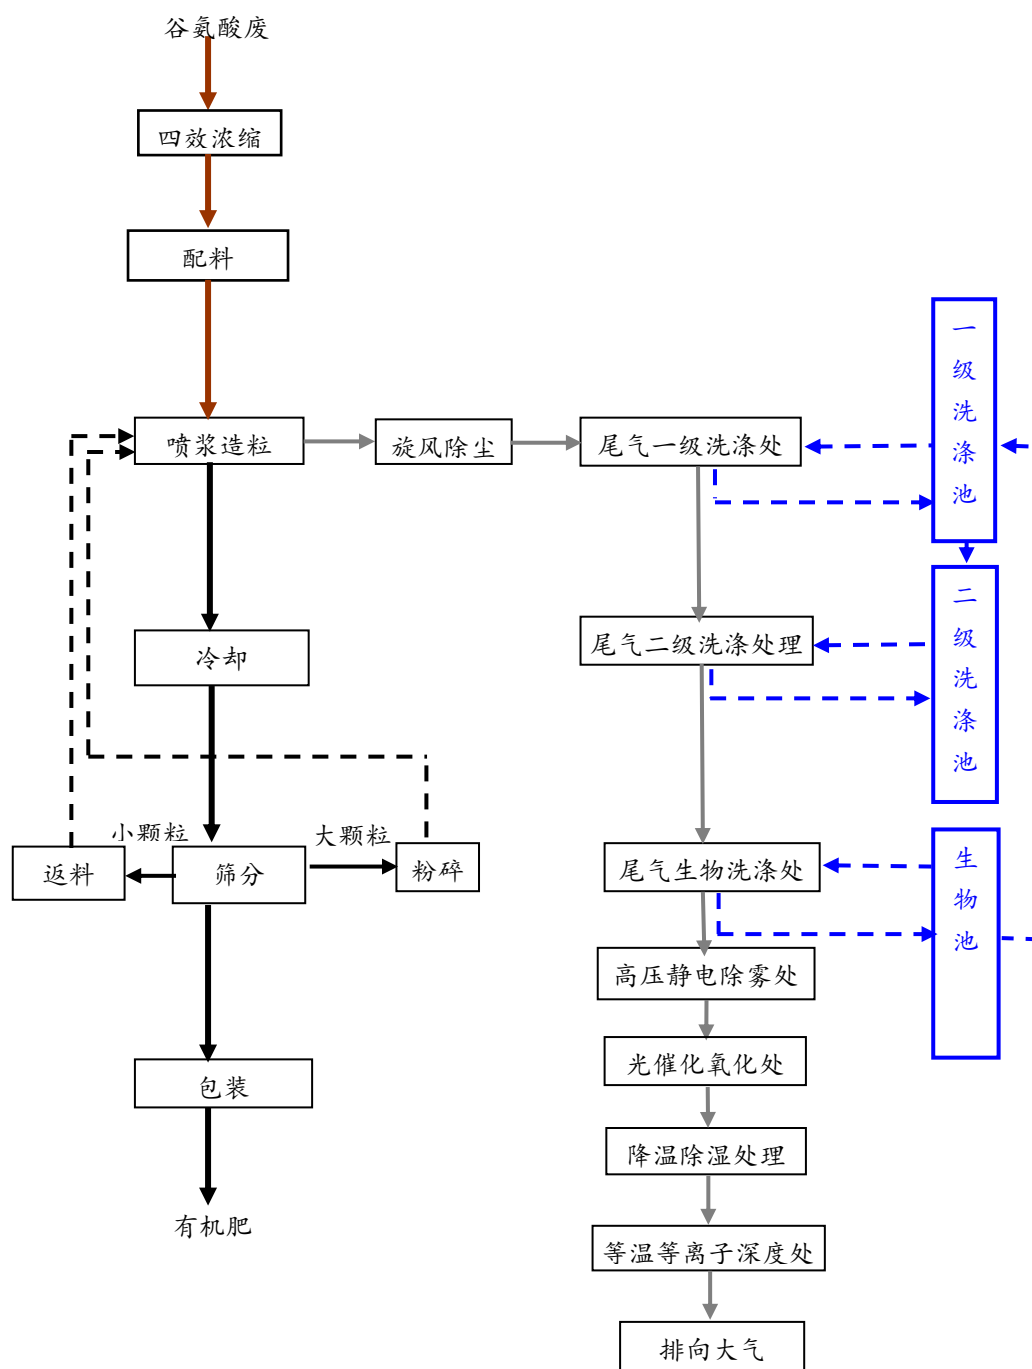 谷氨酸废
四效浓缩
配料
喷浆造粒
旋风除尘
尾气一级洗涤处
一级洗涤池
冷却
尾气二级洗涤处理
二级洗涤池
小颗粒
大颗粒
返料
筛分
粉碎
尾气生物洗涤处
生物池
高压静电除雾处
光催化氧化处
包装
降温除湿处理
有机肥
等温等离子深度处
排向大气